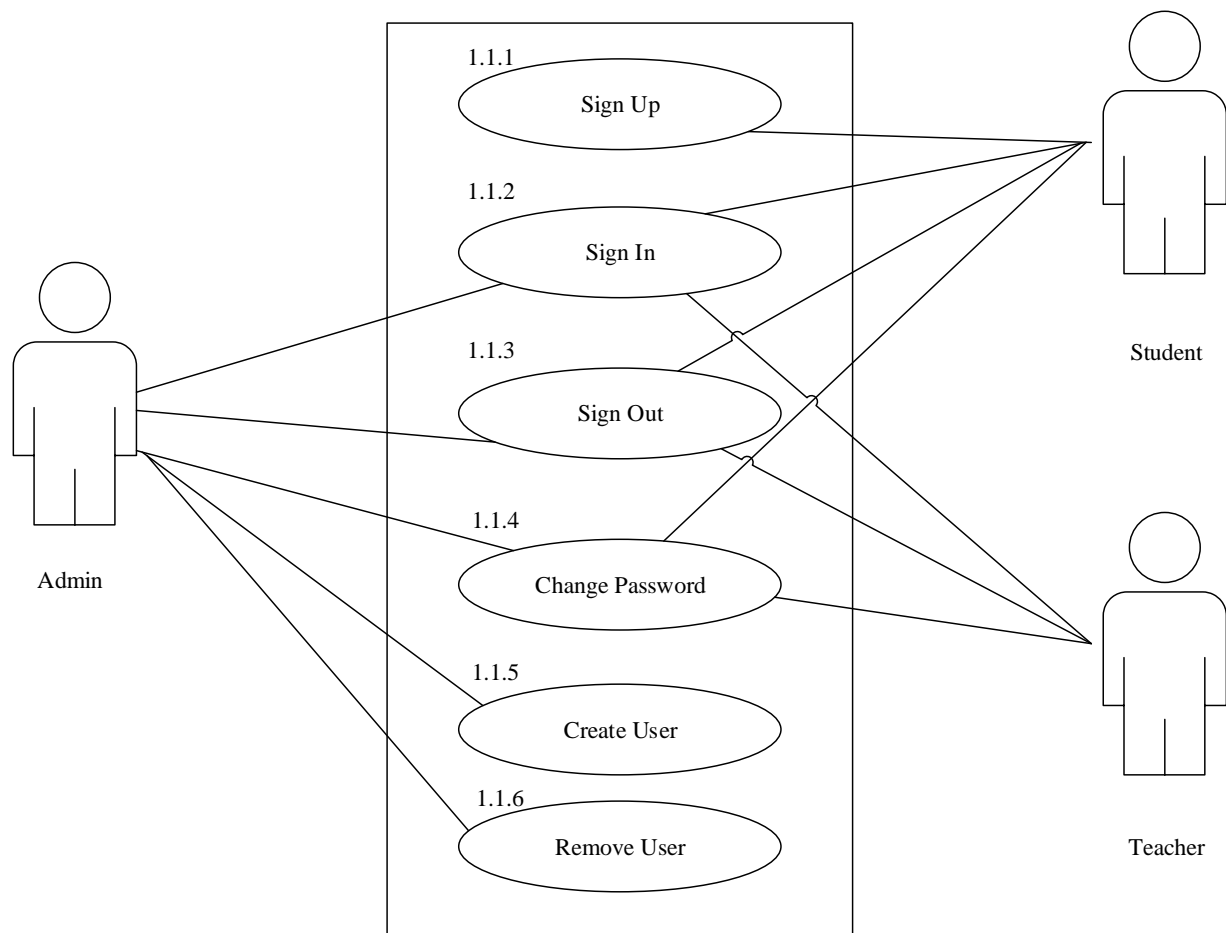 1.1.1
Sign Up
1.1.2
Sign In
1.1.3
Sign Out
1.1.4
Change Password
1.1.5
Create User
1.1.6
Remove User
Admin
Student
Teacher